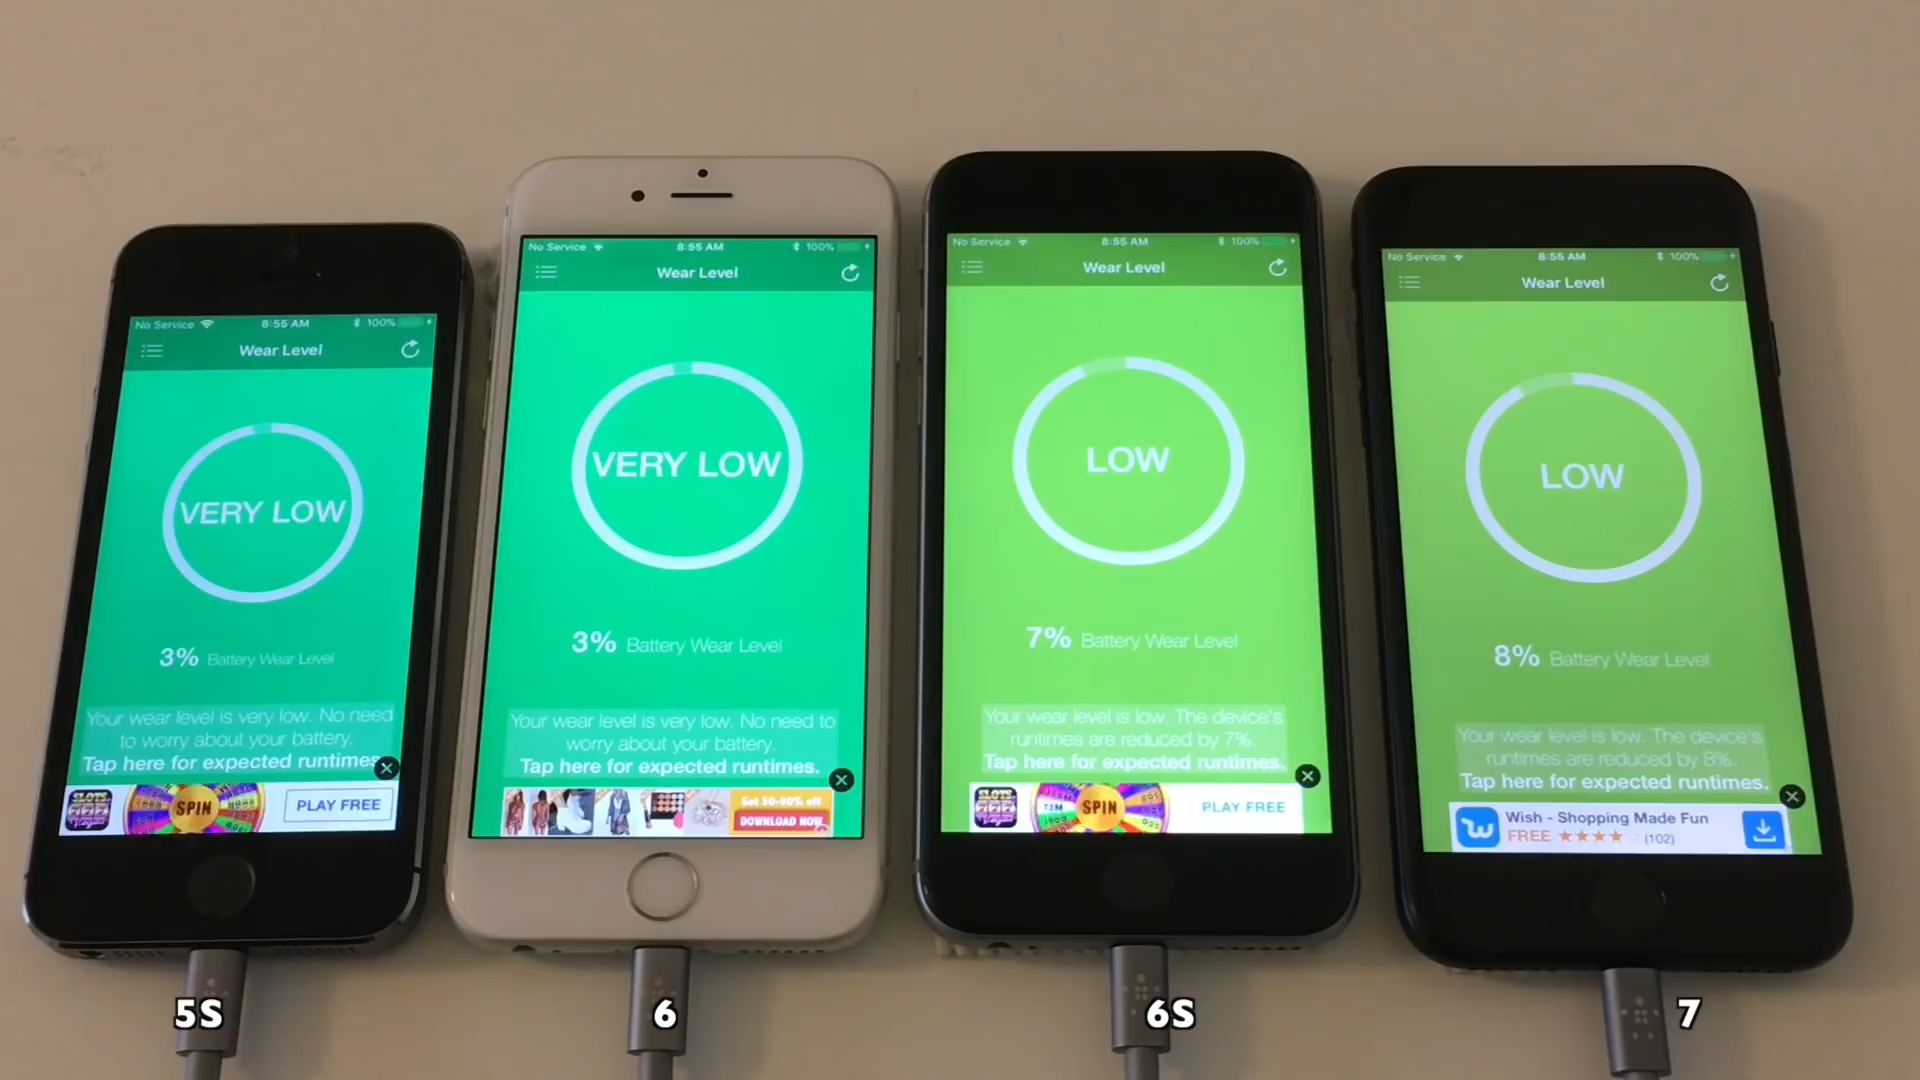 No Service 8:55 AM 100%
Wear Level
VERY LOW
3% Battery Wear Level
Your wear level is very low. No need
to worry about your battery.
Tap here for expected runtimes.
SLOTS
SPIN
PLAY FREE
5S
No Service 8:55 AM 100%
Wear Level
VERY LOW
3% Battery Wear Level
Your wear level is very low. No need to
worry about your battery.
Tap here for expected runtimes.
Get 50-90% off
DOWNLOAD NOW
6
No Service 8:55 AM 100%
Wear Level
LOW
7% Battery Wear Level
Your wear level is low. The device's
runtimes are reduced by 7%.
Tap here for expected runtimes.
SLOTS
SPIN
PLAY FREE
6S
No Service 8:55 AM 100%
Wear Level
LOW
8% Battery Wear Level
Your wear level is low. The device's
runtimes are reduced by 8%.
Tap here for expected runtimes.
Wish - Shopping Made Fun
FREE ★★★★ (102)
7